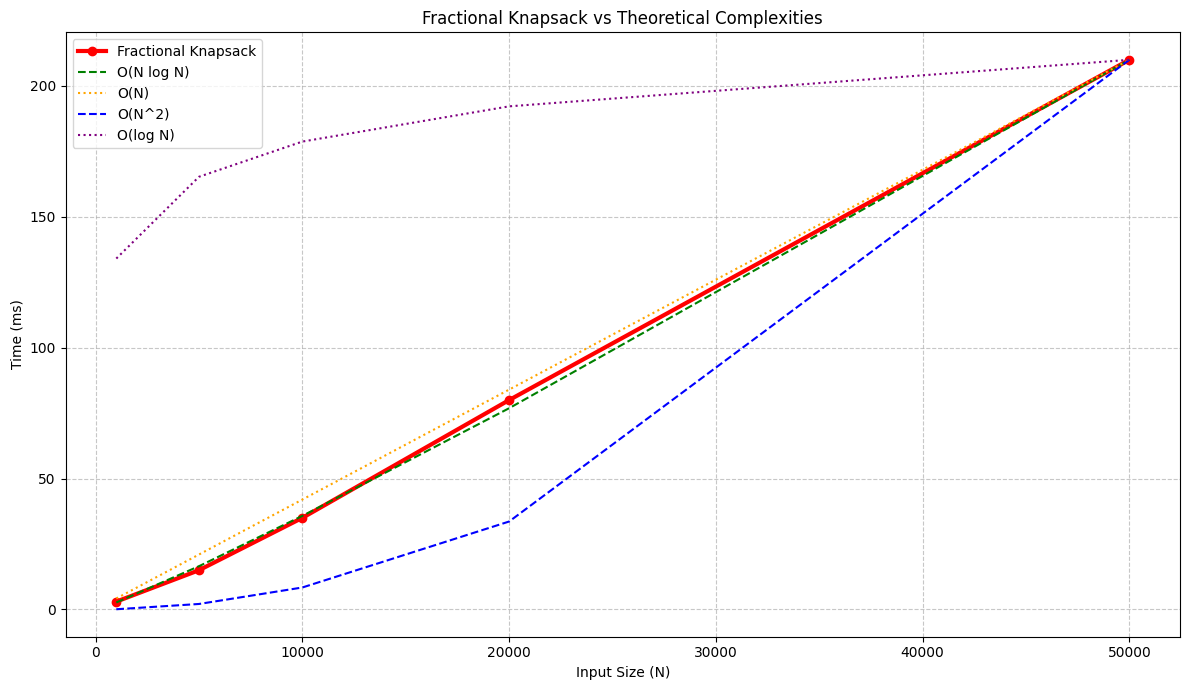 Fractional Knapsack vs Theoretical Complexities
Fractional Knapsack
O(N log N)
O(N)
O(N^2)
O(log N)
Time (ms)
200
150
100
50
0
0 10000 20000 30000 40000 50000
Input Size (N)